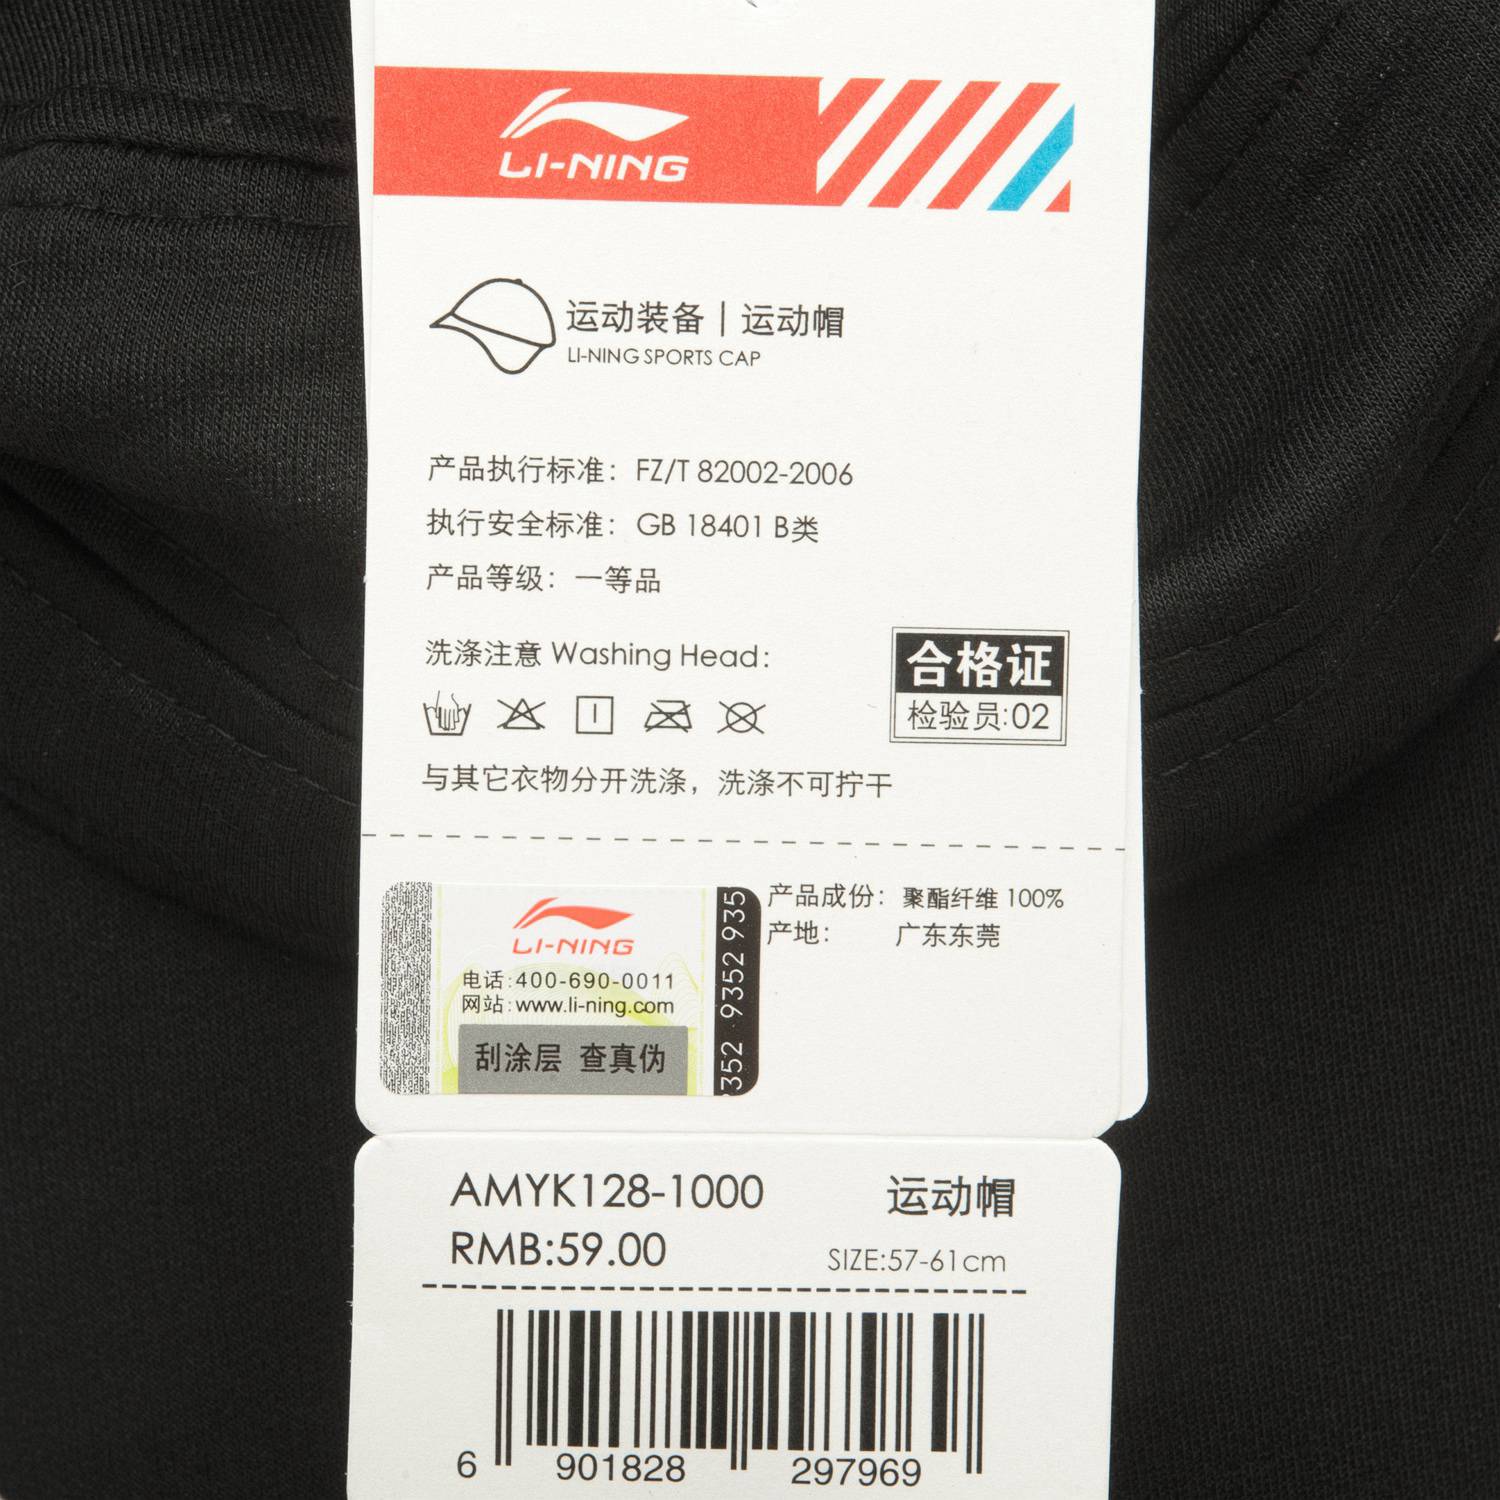 LI-NING
运动装备 | 运动帽
LI-NING SPORTS CAP
产品执行标准：FZ/T 82002-2006
执行安全标准：GB 18401 B类
产品等级：一等品
洗涤注意 Washing Head:
合格证
检验员:02
与其它衣物分开洗涤，洗涤不可拧干
产品成份：聚酯纤维 100%
产地：广东东莞
LI-NING
电话:400-690-0011
网站:www.li-ning.com
刮涂层 查真伪
352 9352 935
AMYK128-1000 运动帽
RMB:59.00
SIZE:57-61cm
6 901828 297969